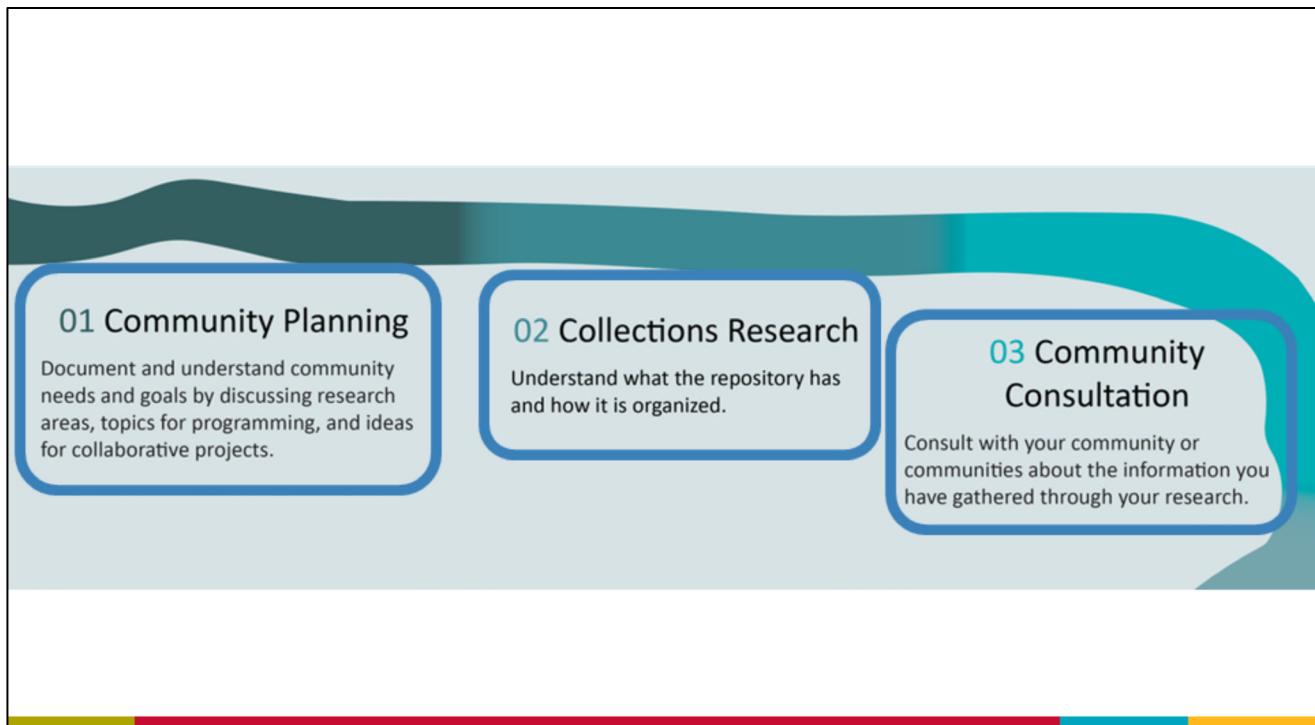 01 Community Planning
Document and understand community
needs and goals by discussing research
areas, topics for programming, and ideas
for collaborative projects.
02 Collections Research
Understand what the repository has
and how it is organized.
03 Community
Consultation
Consult with your community or
communities about the information you
have gathered through your research.